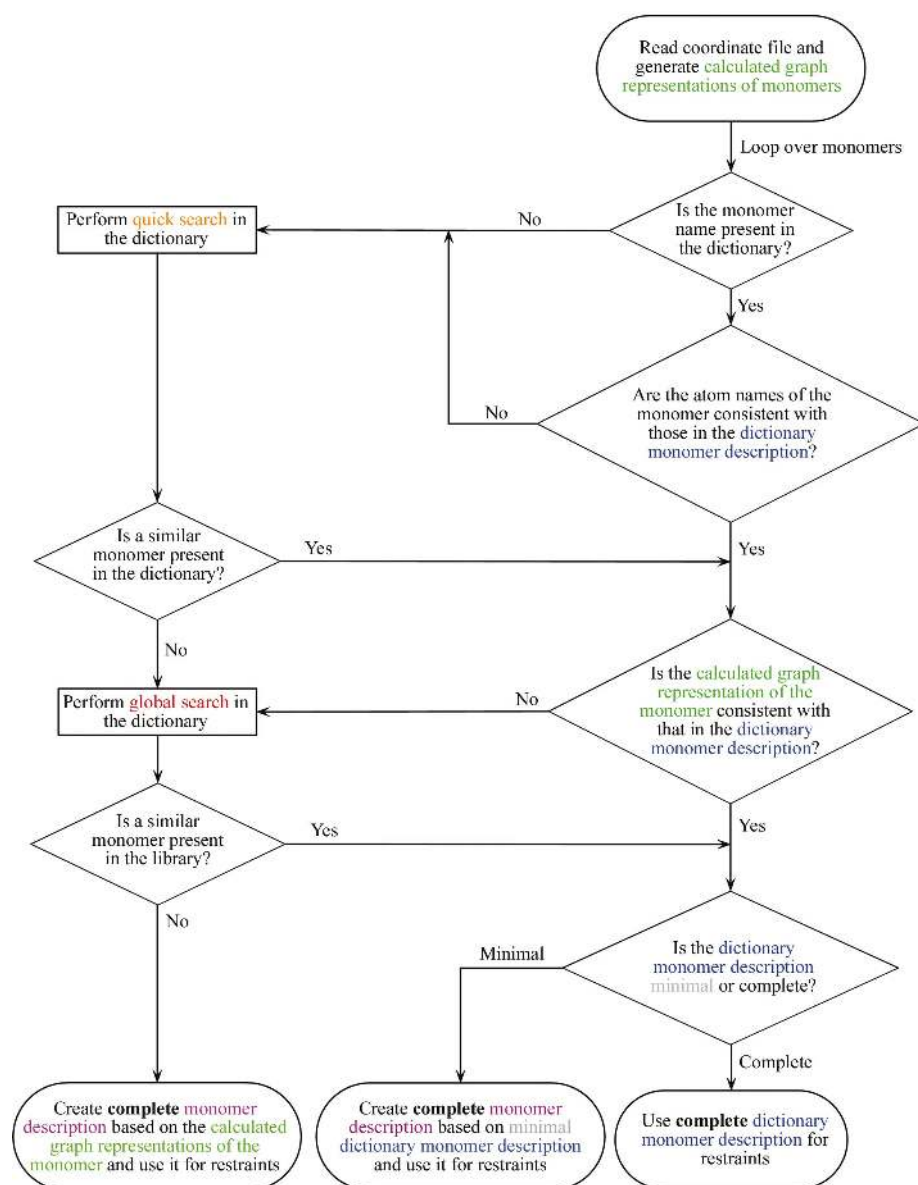 Read coordinate file and
generate calculated graph
representations of monomers
Loop over monomers
Is the monomer
name present in
the dictionary?
No
Perform quick search in
the dictionary
Yes
Are the atom names of the
monomer consistent with
those in the dictionary
monomer description?
No
Yes
Is a similar
monomer present
in the dictionary?
Yes
No
Is the calculated graph
representation of the
monomer consistent with
that in the dictionary
monomer description?
No
Perform global search in
the dictionary
Yes
Is a similar
monomer present
in the library?
Yes
No
Is the dictionary
monomer description
minimal or complete?
Minimal
Complete
Create complete monomer
description based on the calculated
graph representations of the
monomer and use it for restraints
Create complete monomer
description based on minimal
dictionary monomer description
and use it for restraints
Use complete dictionary
monomer description for
restraints